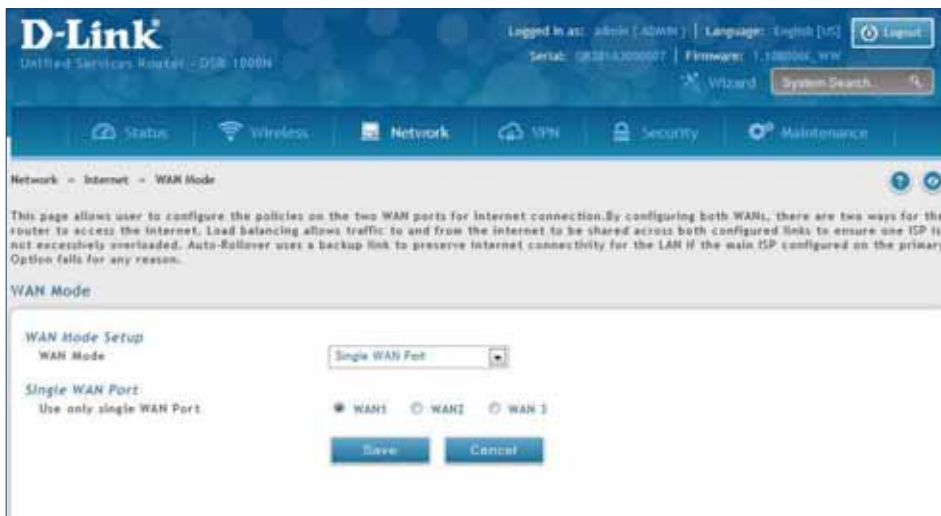 D-Link
Logged in as: admin ( ADMIN ) | Language: English [US]
Logout
Unified Services Router - DSR-1000N
Serial: | Firmware:
Wizard
System Search
Status
Wireless
Network
VPN
Security
Maintenance
Network » Internet » WAN Mode
This page allows user to configure the policies on the two WAN ports for Internet connection.By configuring both WANs, there are two ways for the
router to access the Internet. Load balancing allows traffic to and from the internet to be shared across both configured links to ensure one ISP is
not excessively overloaded. Auto-Rollover uses a backup link to preserve internet connectivity for the LAN if the main ISP configured on the primary
Option fails for any reason.
WAN Mode
WAN Mode Setup
WAN Mode
Single WAN Port
Single WAN Port
Use only single WAN Port
WAN1 WAN2 WAN 3
Save Cancel